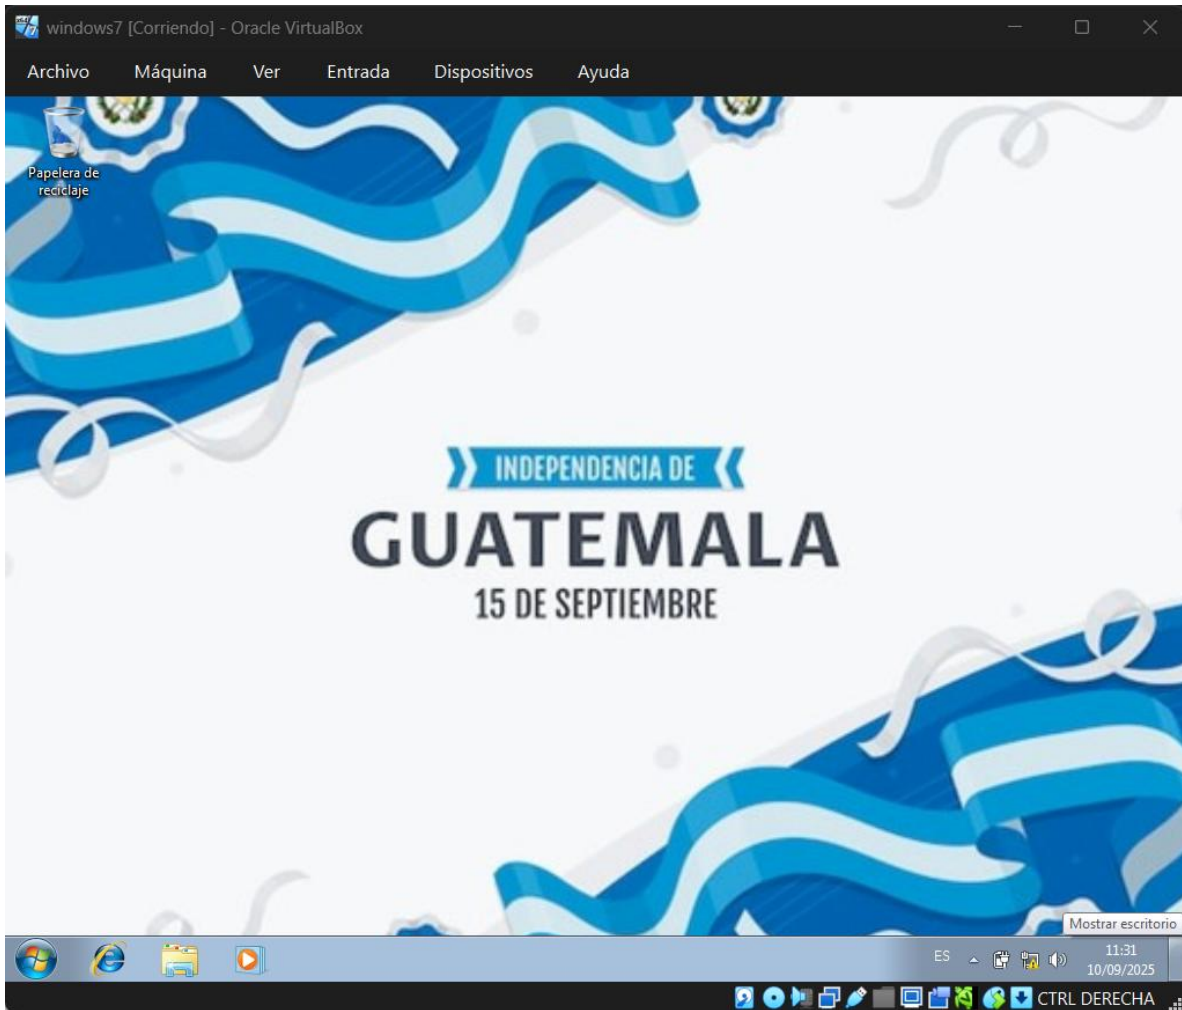 windows7 [Corriendo] - Oracle VirtualBox
Archivo Máquina Ver Entrada Dispositivos Ayuda
Papelera de
reciclaje
INDEPENDENCIA DE
GUATEMALA
15 DE SEPTIEMBRE
Mostrar escritorio
ES
11:31
10/09/2025
CTRL DERECHA